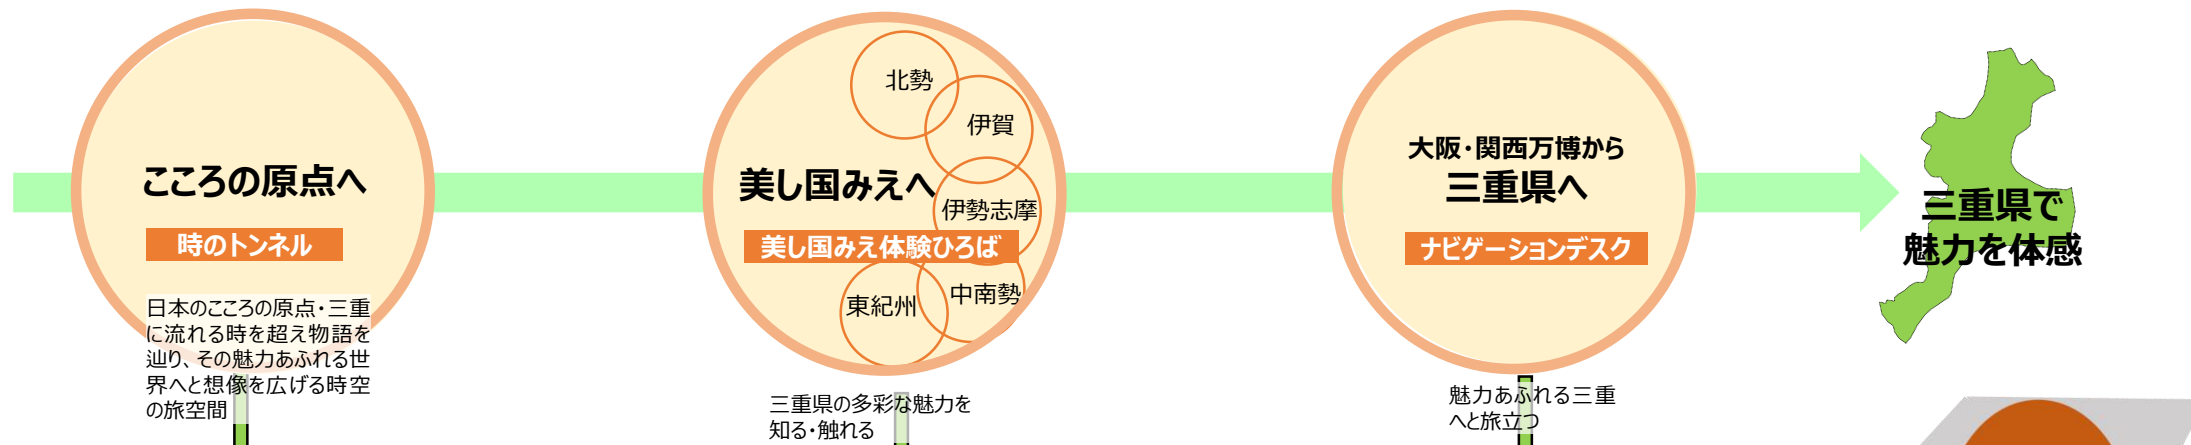 こころの原点へ
時のトンネル
日本のこころの原点・三重
に流れる時を超え物語を
辿り、その魅力あふれる世
界へと想像を広げる時空
の旅空間
北勢
伊賀
美し国みえへ
伊勢志摩
美し国みえ体験ひろば
中南勢
東紀州
三重県の多彩な魅力を
知る・触れる
大阪・関西万博から
三重県へ
ナビゲーションデスク
魅力あふれる三重
へと旅立つ
三重県で
魅力を体感